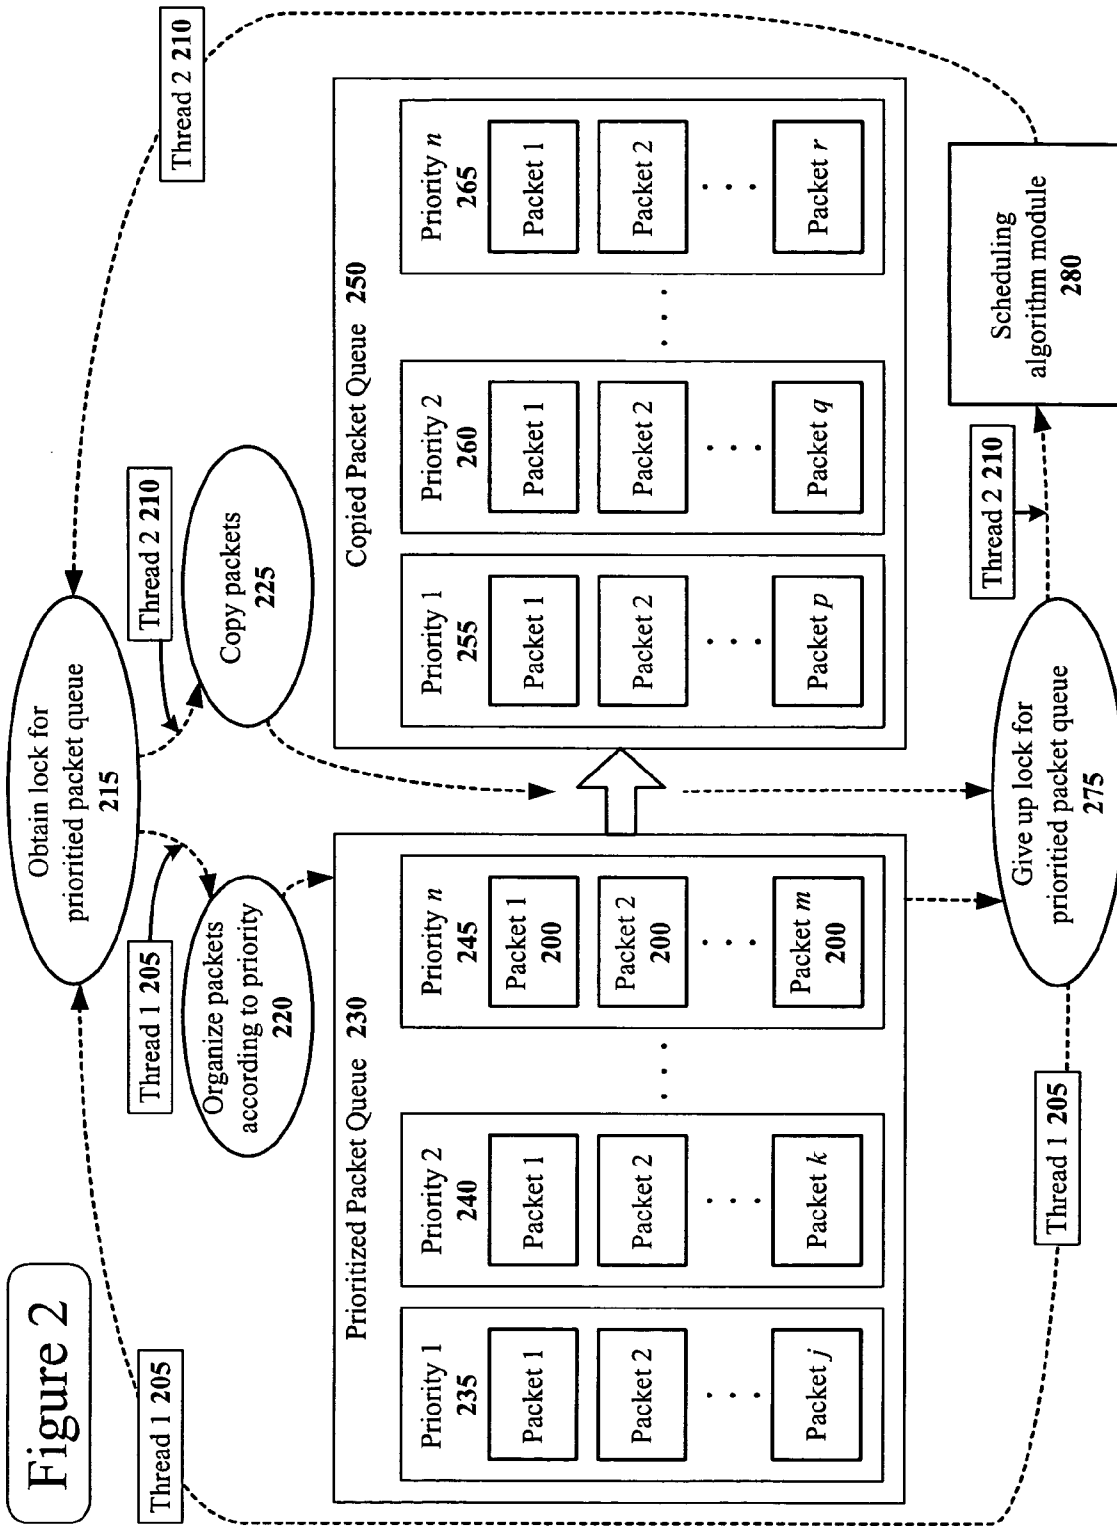 Figure 2
Obtain lock for
prioritied packet queue
215
Thread 1 205
Thread 1 205
Thread 2 210
Thread 2 210
Organize packets
according to priority
220
Copy packets
225
Prioritized Packet Queue 230
Priority 1
235
Packet 1
Packet 2
. . .
Packet j
Priority 2
240
Packet 1
Packet 2
. . .
Packet k
. . .
Priority n
245
Packet 1
200
Packet 2
200
. . .
Packet m
200
Copied Packet Queue 250
Priority 1
255
Packet 1
Packet 2
. . .
Packet p
Priority 2
260
Packet 1
Packet 2
. . .
Packet q
. . .
Priority n
265
Packet 1
Packet 2
. . .
Packet r
Thread 1 205
Give up lock for
prioritied packet queue
275
Thread 2 210
Scheduling
algorithm module
280